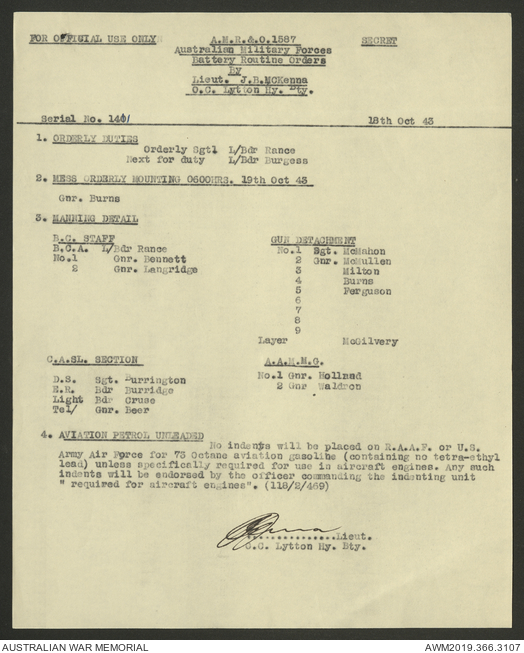 FOR OFFICIAL USE ONLY A.M.R.&O.1587 SECRET
Australian Military Forces
Battery Routine Orders
By
Lieut. J.B.McKenna
O.C. Lytton Hy. Bty.
Serial No. 141 18th Oct 43
1. ORDERLY DUTIES
Orderly Sgtl L/Bdr Rance
Next for duty L/Bdr Burgess
2. MESS ORDERLY MOUNTING 0600HRS. 19th Oct 43
Gnr. Burns
3. MANNING DETAIL
B.C. STAFF
B.C.A. L/Bdr Rance
No.1 Gnr. Bennett
2 Gnr. Langridge
GUN DETACHMENT
No.1 Sgt. McMahon
2 Gnr. McMullen
3 Milton
4 Burns
5 Ferguson
6
7
8
9
Layer McGilvery
C.A.SL. SECTION
D.S. Sgt. Purrington
E.R. Bdr Burridge
Light Bdr Cruse
Tel/ Gnr. Beer
A.A.M.M.G.
No.1 Gnr. Holland
2 Gnr Waldron
4. AVIATION PETROL UNLEADED
No indents will be placed on R.A.A.F. or U.S.
Army Air Force for 73 Octane aviation gasoline (containing no tetra-ethyl
lead) unless specifically required for use in aircraft engines. Any such
indents will be endorsed by the officer commanding the indenting unit
" required for aircraft engines". (118/2/469)
..............Lieut.
O.C. Lytton Hy. Bty.
AUSTRALIAN WAR MEMORIAL AWM2019.366.3107